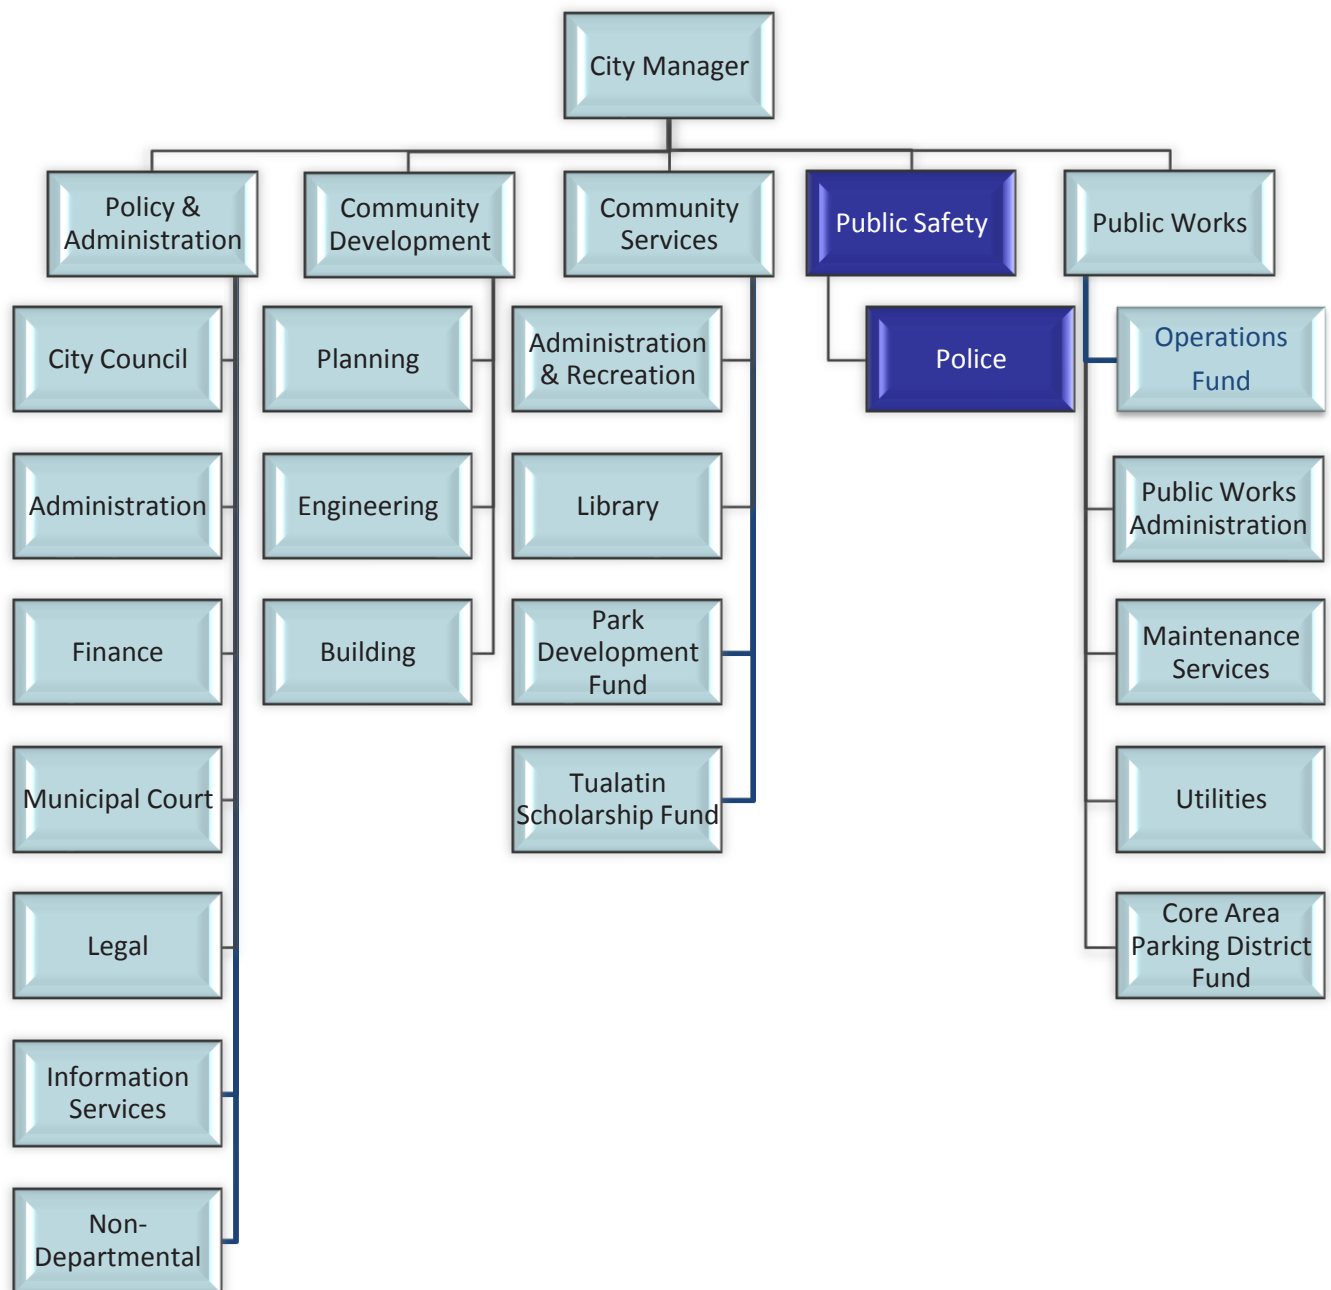 City Manager
Policy &
Administration
Community
Development
Community
Services
Public Safety
Public Works
City Council
Administration
Finance
Municipal Court
Legal
Information
Services
Non-
Departmental
Planning
Engineering
Building
Administration
& Recreation
Library
Park
Development
Fund
Tualatin
Scholarship Fund
Police
Operations
Fund
Public Works
Administration
Maintenance
Services
Utilities
Core Area
Parking District
Fund